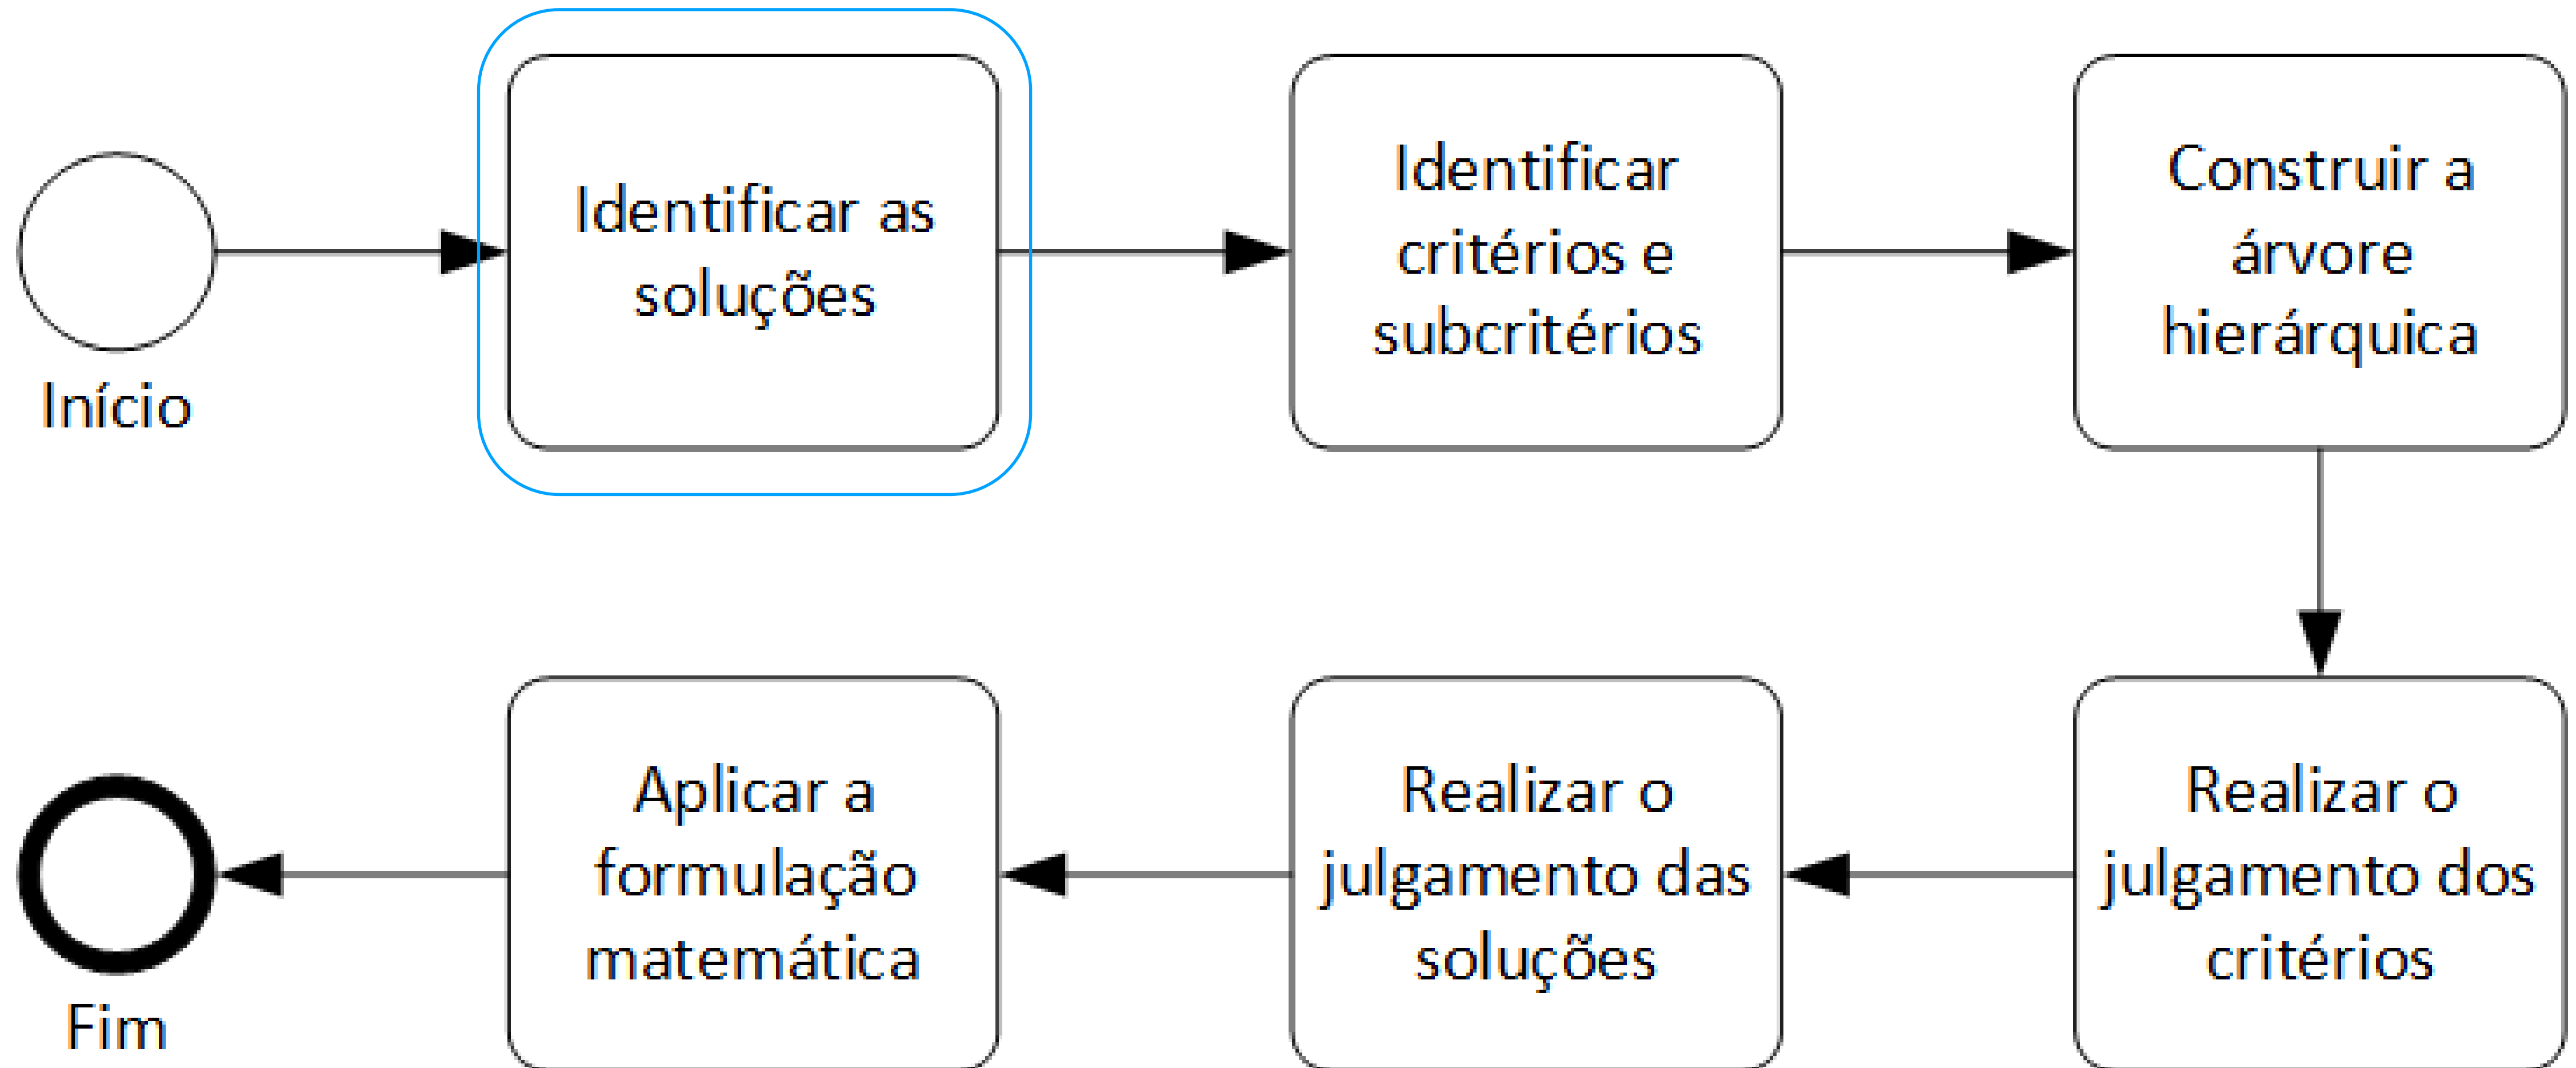 Início
Identificar as
soluções
Identificar
critérios e
subcritérios
Construir a
árvore
hierárquica
Realizar o
julgamento dos
critérios
Realizar o
julgamento das
soluções
Aplicar a
formulação
matemática
Fim